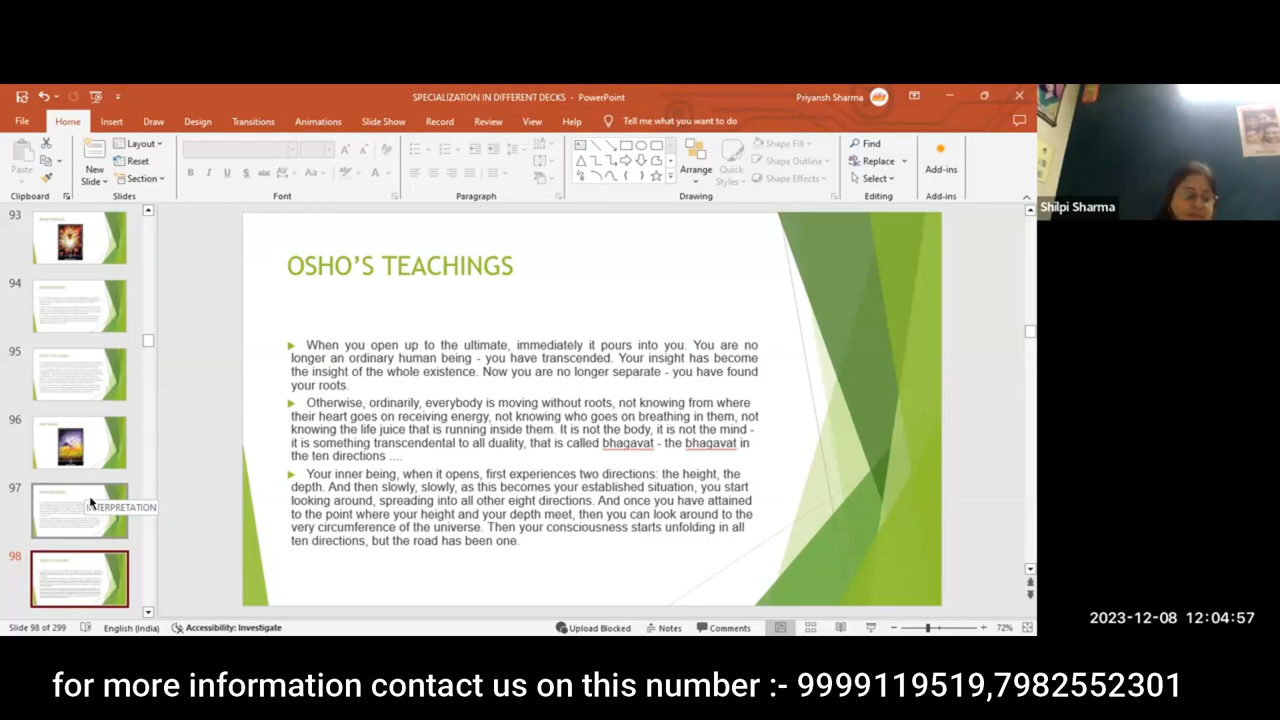 SPECIALIZATION IN DIFFERENT DECKS - PowerPoint
Priyansh Sharma
File Home Insert Draw Design Transitions Animations Slide Show Record Review View Help Tell me what you want to do
Paste
New
Slide
Layout
Reset
Section
B I U S abc AV Aa A
Arrange
Quick
Styles
Shape Fill
Shape Outline
Shape Effects
Find
Replace
Select
Add-ins
Clipboard Slides Font Paragraph Drawing Editing Add-ins
Shilpi Sharma
93
94
95
96
97
INTERPRETATION
98
OSHO'S TEACHINGS
When you open up to the ultimate, immediately it pours into you. You are no
longer an ordinary human being - you have transcended. Your insight has become
the insight of the whole existence. Now you are no longer separate - you have found
your roots.
Otherwise, ordinarily, everybody is moving without roots, not knowing from where
their heart goes on receiving energy, not knowing who goes on breathing in them, not
knowing the life juice that is running inside them. It is not the body, it is not the mind -
it is something transcendental to all duality, that is called bhagavat - the bhagavat in
the ten directions ....
Your inner being, when it opens, first experiences two directions: the height, the
depth. And then slowly, slowly, as this becomes your established situation, you start
looking around, spreading into all other eight directions. And once you have attained
to the point where your height and your depth meet, then you can look around to the
very circumference of the universe. Then your consciousness starts unfolding in all
ten directions, but the road has been one.
Slide 98 of 299 English (India) Accessibility: Investigate Upload Blocked Notes Comments 72%
2023-12-08 12:04:57
for more information contact us on this number :- 9999119519,7982552301